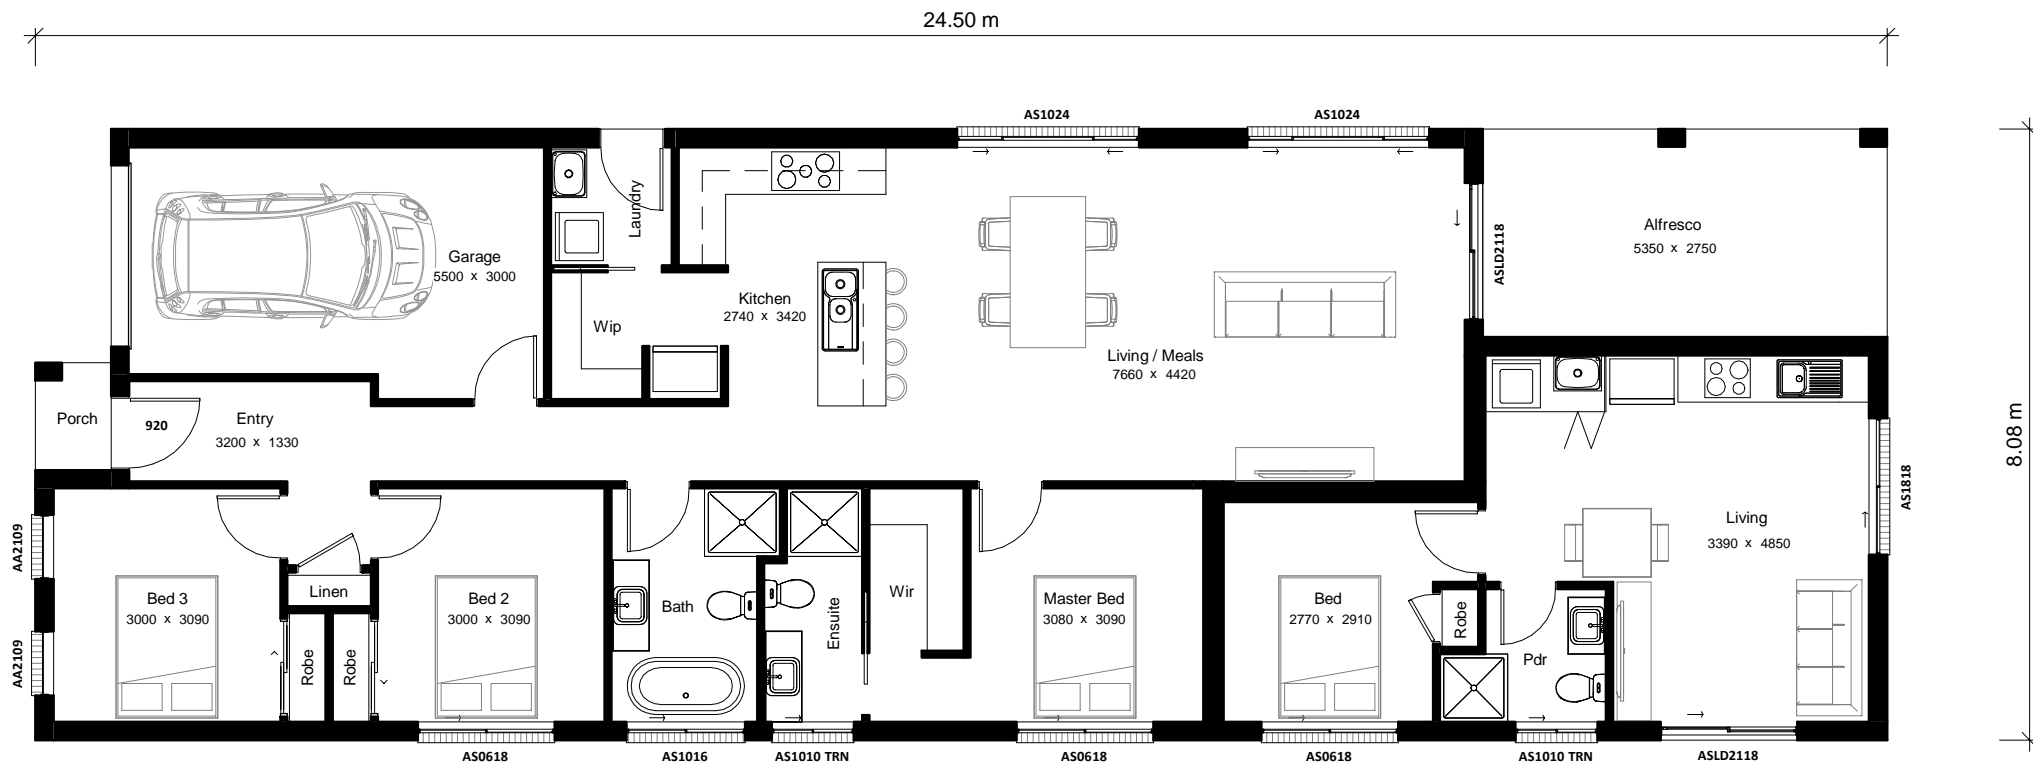 24.50 m
AS1024
AS1024
Laundry
Garage
5500 x 3000
Alfresco
5350 x 2750
ASLD2118
Kitchen
2740 x 3420
Wip
Living / Meals
7660 x 4420
8.08 m
Porch
920
Entry
3200 x 1330
AS1818
Living
3390 x 4850
AA2109
AA2109
Bed 3
3000 x 3090
Linen
Robe
Robe
Bed 2
3000 x 3090
Bath
Ensuite
Wir
Master Bed
3080 x 3090
Bed
2770 x 2910
Robe
Pdr
AS0618
AS1016
AS1010 TRN
AS0618
AS0618
AS1010 TRN
ASLD2118